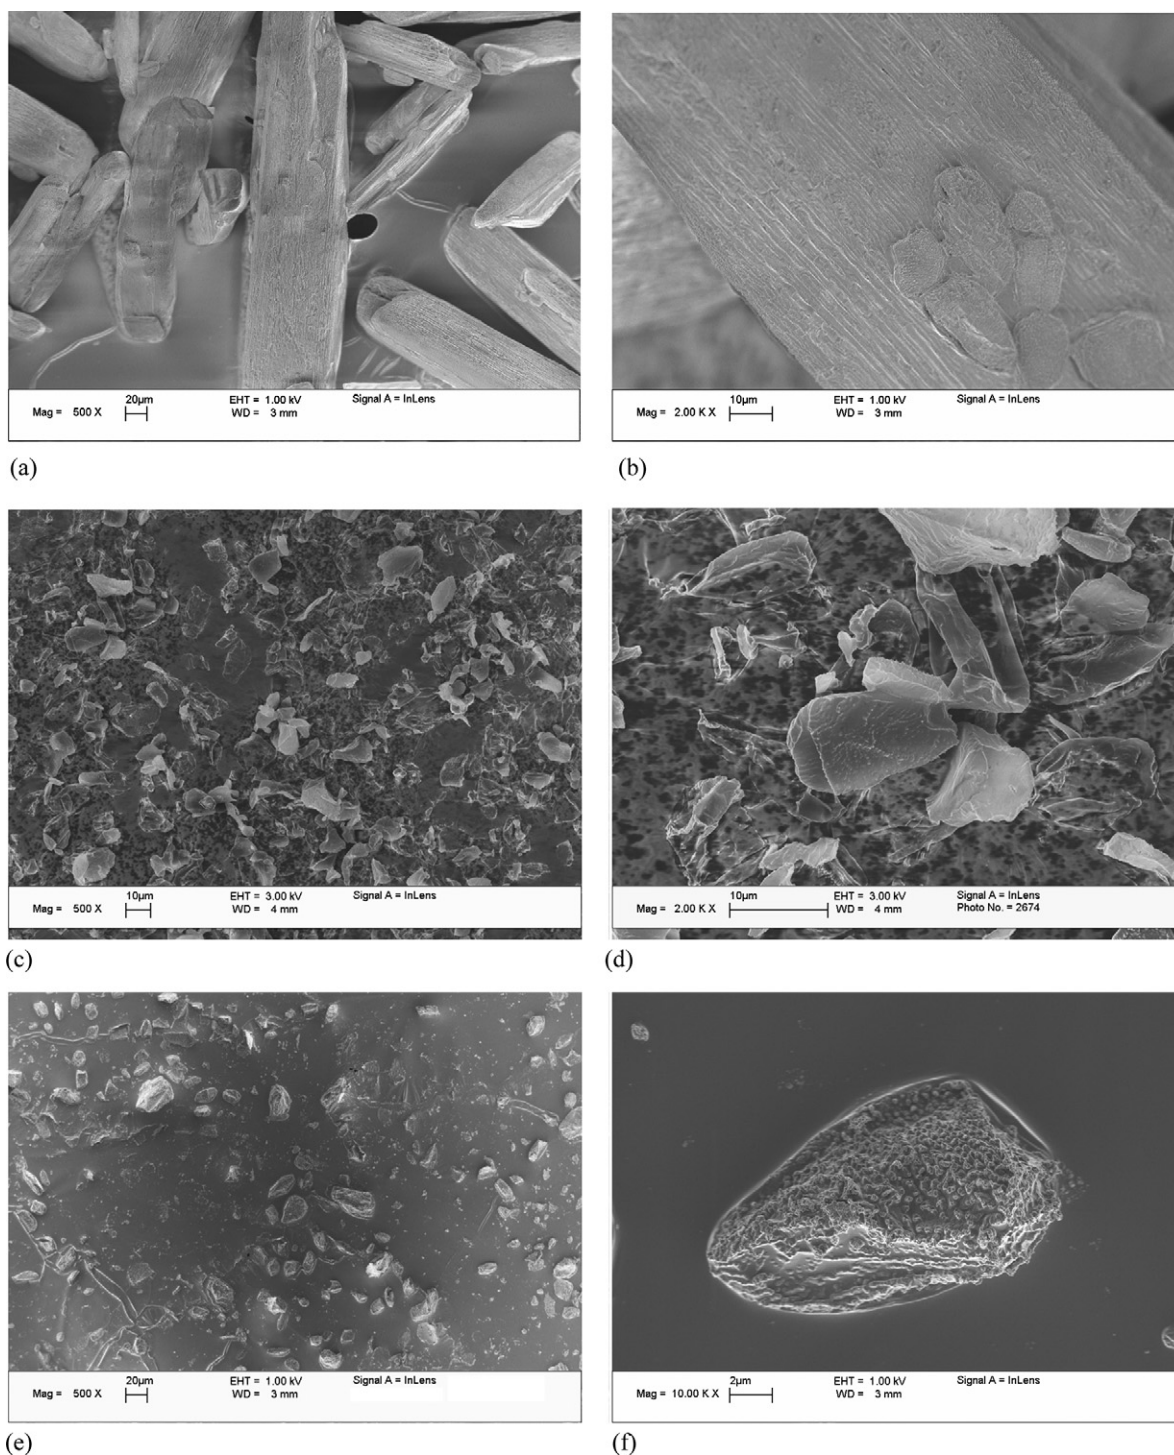 Mag = 500 X 20µm EHT = 1.00 kV Signal A = InLens
WD = 3 mm
(a)
Mag = 2.00 K X 10µm EHT = 1.00 kV Signal A = InLens
WD = 3 mm
(b)
Mag = 500 X 10µm EHT = 3.00 kV Signal A = InLens
WD = 4 mm
(c)
Mag = 2.00 K X 10µm EHT = 3.00 kV Signal A = InLens
WD = 4 mm Photo No. = 2674
(d)
Mag = 500 X 20µm EHT = 1.00 kV Signal A = InLens
WD = 3 mm
(e)
Mag = 10.00 K X 2µm EHT = 1.00 kV Signal A = InLens
WD = 3 mm
(f)